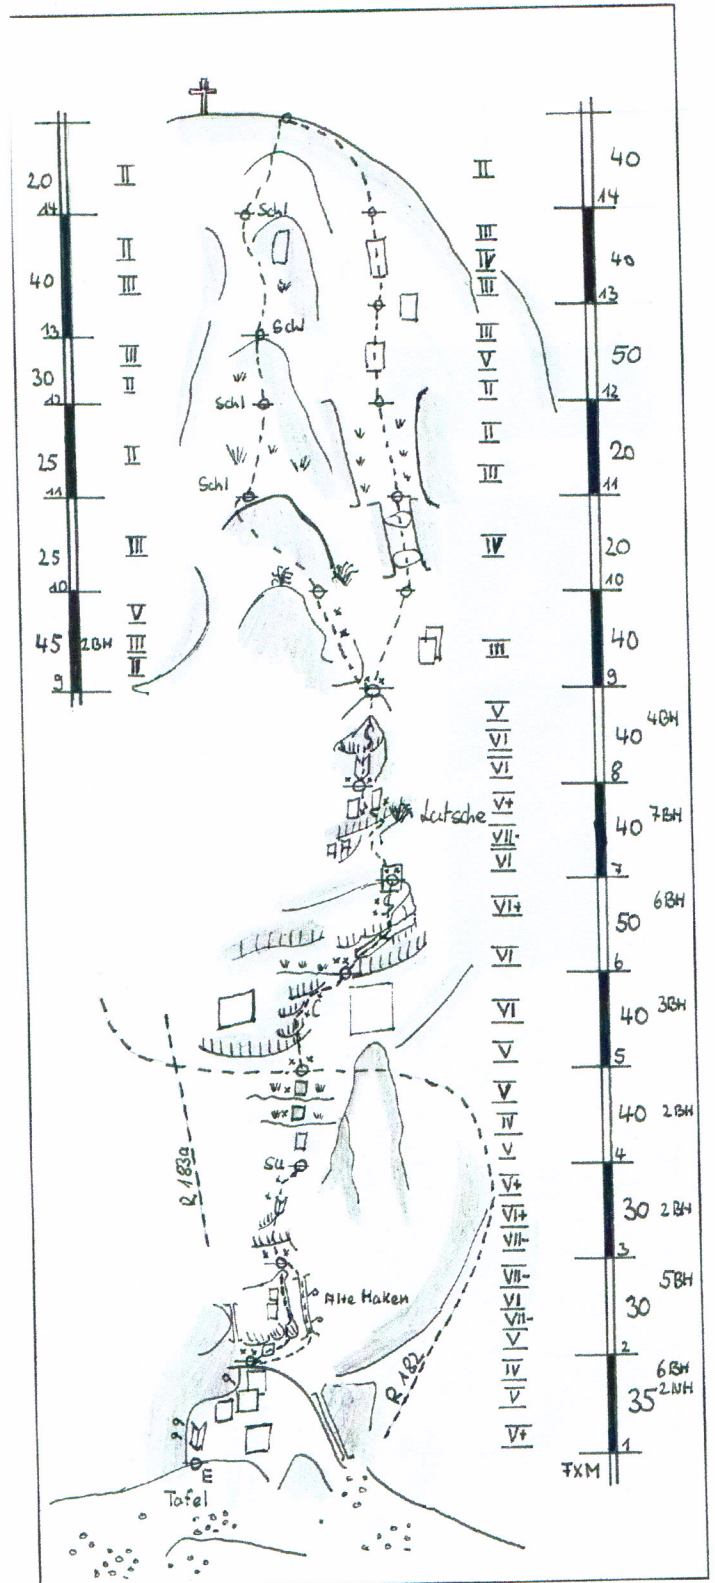 20 II Schl II 40
14 14
II III
40 III IV 40
III
13 Schl 13
III III
30 II V 50
II
12 Schl 12
25 II II 20
III
11 Schl 11
25 III IV 20
10 10
V
45 2BH III III 40
II
9 9
V 4BH
VI 40
VI
8
V+ 7BH
Latsche 40
VII-
VI
7
VI+ 6BH
50
VI
6
VI 40 3BH
V
5
V
IV 40 2BH
V
SU 4
R 183a V+
VI+ 30 2BH
VII-
3
VII- 5BH
Alte Haken VI 30
VII-
V
2
R 182 IV 6BH
V 35 2NH
V+
1
E 7XM
Tafel